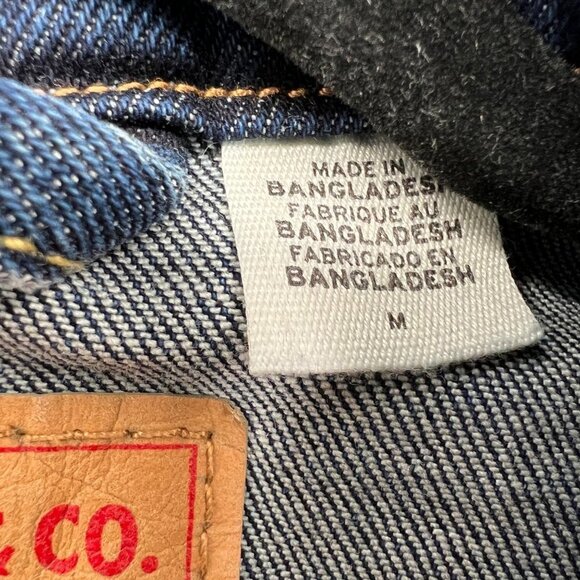 MADE IN
BANGLADESH
FABRIQUE AU
BANGLADESH
FABRICADO EN
BANGLADESH
M
& CO.